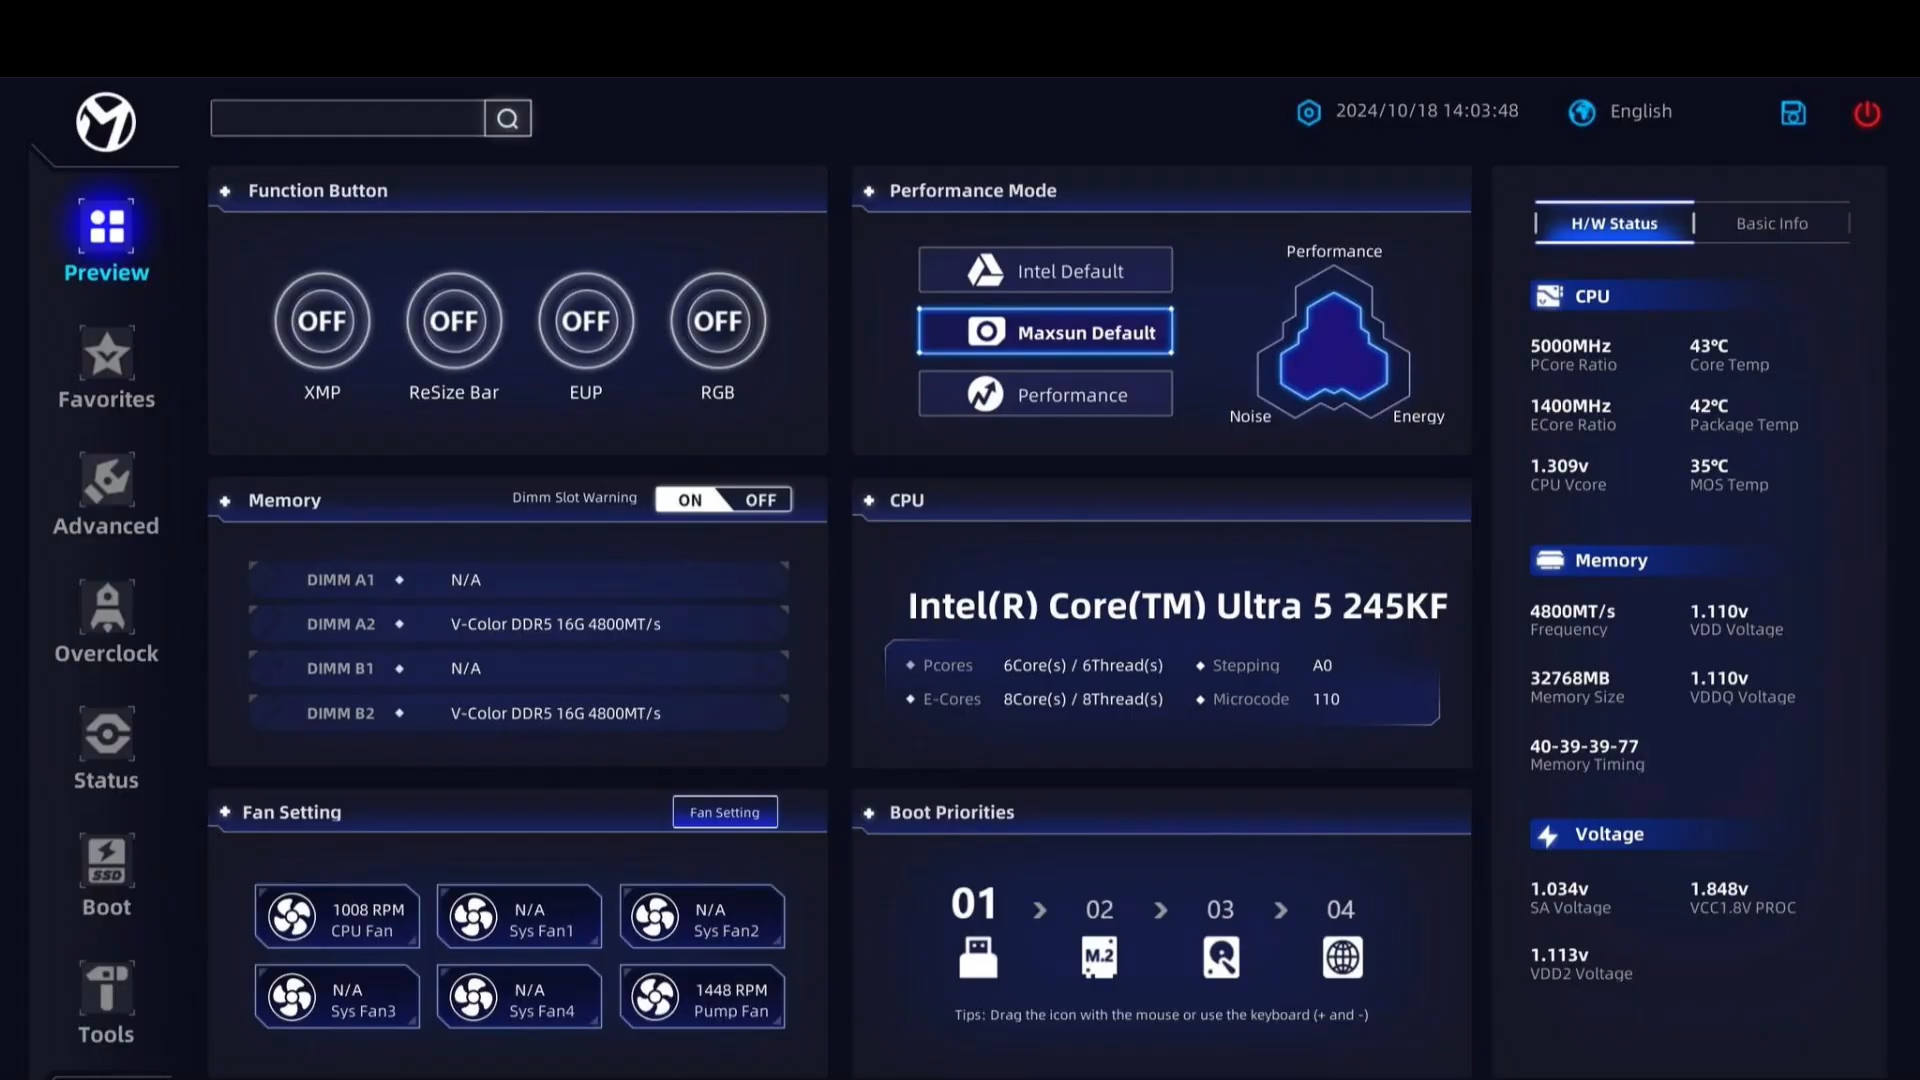 2024/10/18 14:03:48
English
Preview
Favorites
Advanced
Overclock
Status
SSD
Boot
Tools
Function Button
OFF OFF OFF OFF
XMP ReSize Bar EUP RGB
Performance Mode
Intel Default
Maxsun Default
Performance
Performance
Noise
Energy
Memory
Dimm Slot Warning ON OFF
DIMM A1 N/A
DIMM A2 V-Color DDR5 16G 4800MT/s
DIMM B1 N/A
DIMM B2 V-Color DDR5 16G 4800MT/s
CPU
Intel(R) Core(TM) Ultra 5 245KF
Pcores 6Core(s) / 6Thread(s) Stepping A0
E-Cores 8Core(s) / 8Thread(s) Microcode 110
Fan Setting
Fan Setting
1008 RPM
CPU Fan
N/A
Sys Fan1
N/A
Sys Fan2
N/A
Sys Fan3
N/A
Sys Fan4
1448 RPM
Pump Fan
Boot Priorities
01 02 03 04
M.2
Tips: Drag the icon with the mouse or use the keyboard (+ and -)
H/W Status
Basic Info
CPU
5000MHz 43℃
PCore Ratio Core Temp
1400MHz 42℃
ECore Ratio Package Temp
1.309v 35℃
CPU Vcore MOS Temp
Memory
4800MT/s 1.110v
Frequency VDD Voltage
32768MB 1.110v
Memory Size VDDQ Voltage
40-39-39-77
Memory Timing
Voltage
1.034v 1.848v
SA Voltage VCC1.8V PROC
1.113v
VDD2 Voltage